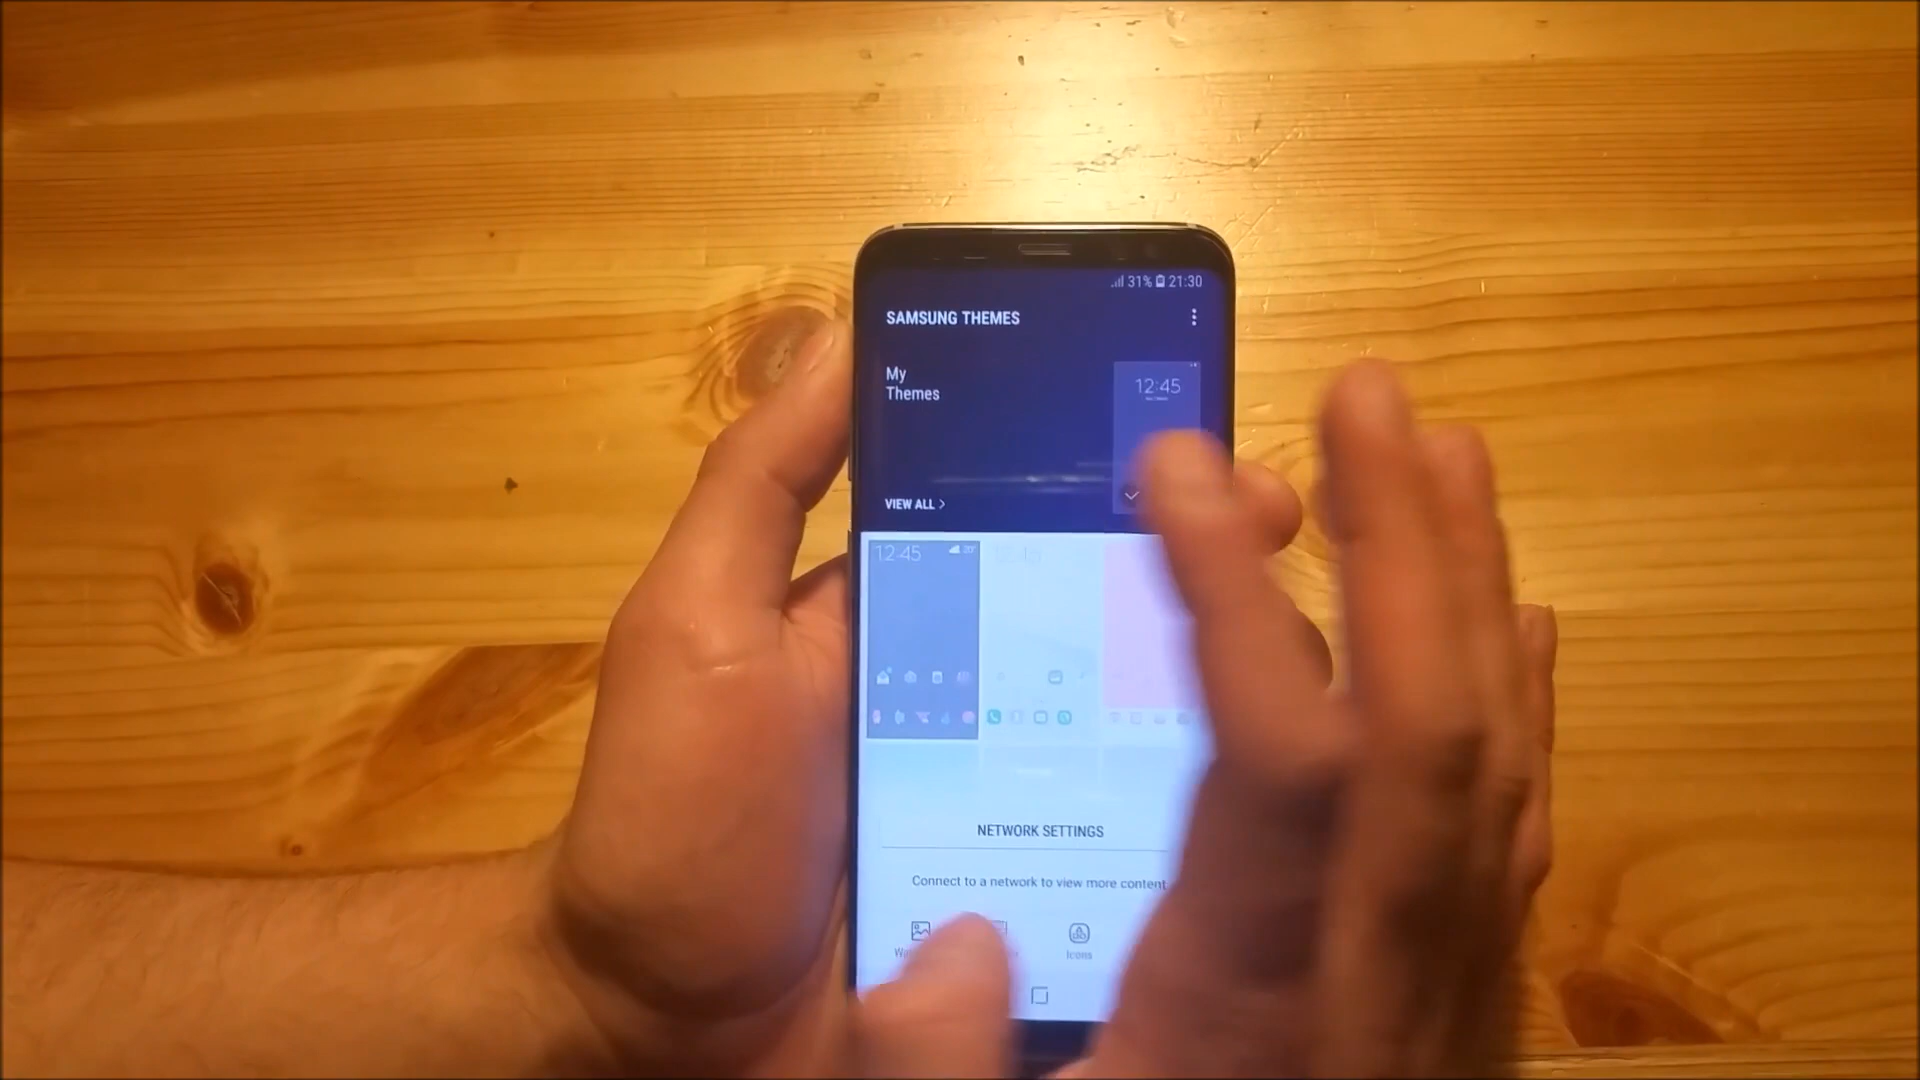 31% 21:30
SAMSUNG THEMES
My
Themes
12:45
VIEW ALL >
12:45 20°
NETWORK SETTINGS
Connect to a network to view more content
Icons